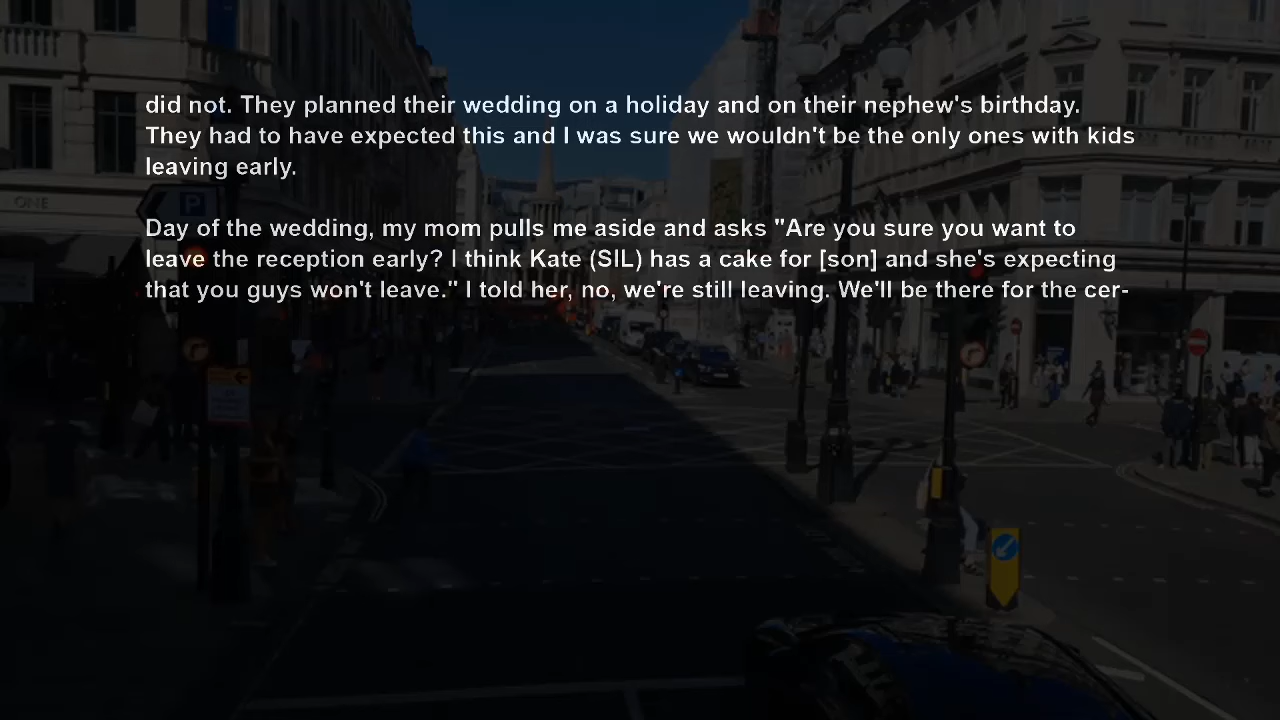 did not. They planned their wedding on a holiday and on their nephew's birthday.
They had to have expected this and I was sure we wouldn't be the only ones with kids
leaving early.
Day of the wedding, my mom pulls me aside and asks "Are you sure you want to
leave the reception early? I think Kate (SIL) has a cake for [son] and she's expecting
that you guys won't leave." I told her, no, we're still leaving. We'll be there for the cer-
ONE
P